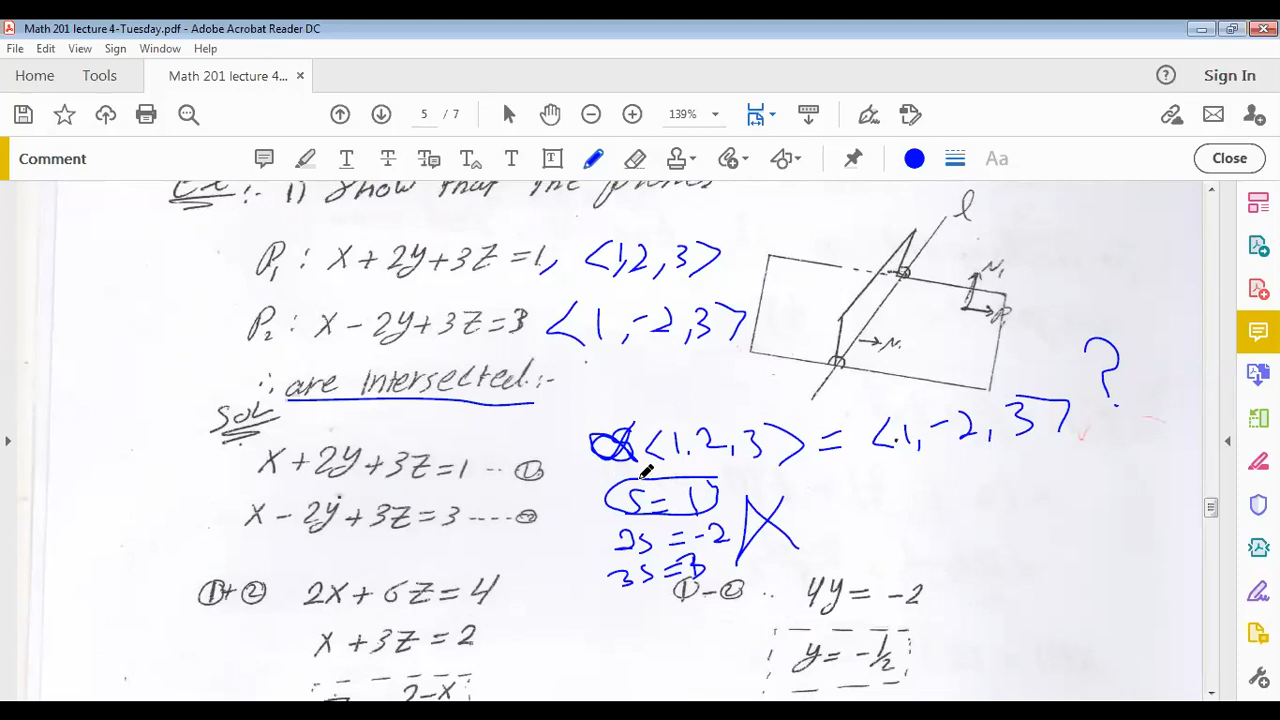 Math 201 lecture 4-Tuesday.pdf - Adobe Acrobat Reader DC
File Edit View Sign Window Help
Home Tools Math 201 lecture 4-... × Sign In
5 / 7 139%
Comment Aa Close
Ex:. 1) Show that the planes
l
P₁ : x + 2y + 3z = 1, <1,2,3>
N₁
P₂ : x - 2y + 3z = 3 <1,-2,3>
∴ are intersected:-
?
Sol
<1,2,3> = <1,-2,3>
x + 2y + 3z = 1 -- ①
S = 1
x - 2y + 3z = 3 ---- ②
2S = -2
3S = 3
①+② 2x + 6z = 4
①-② .. 4y = -2
x + 3z = 2
y = -1/2
2-x